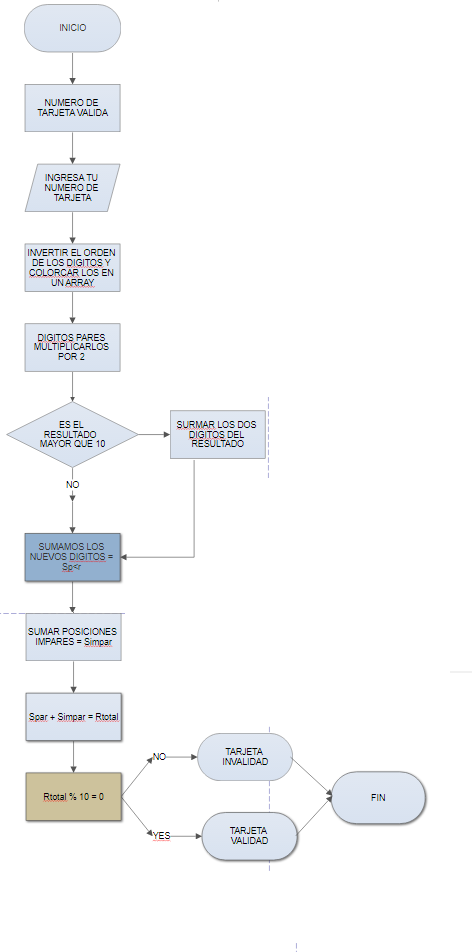 INICIO
NUMERO DE
TARJETA VALIDA
INGRESA TU
NUMERO DE
TARJETA
INVERTIR EL ORDEN
DE LOS DIGITOS Y
COLORCAR LOS EN
UN ARRAY
DIGITOS PARES
MULTIPLICARLOS
POR 2
ES EL
RESULTADO
MAYOR QUE 10
SURMAR LOS DOS
DIGITOS DEL
RESULTADO
NO
SUMAMOS LOS
NUEVOS DIGITOS =
Sp<r
SUMAR POSICIONES
IMPARES = Simpar
Spar + Simpar = Rtotal
Rtotal % 10 = 0
NO
TARJETA
INVALIDAD
YES
TARJETA
VALIDAD
FIN